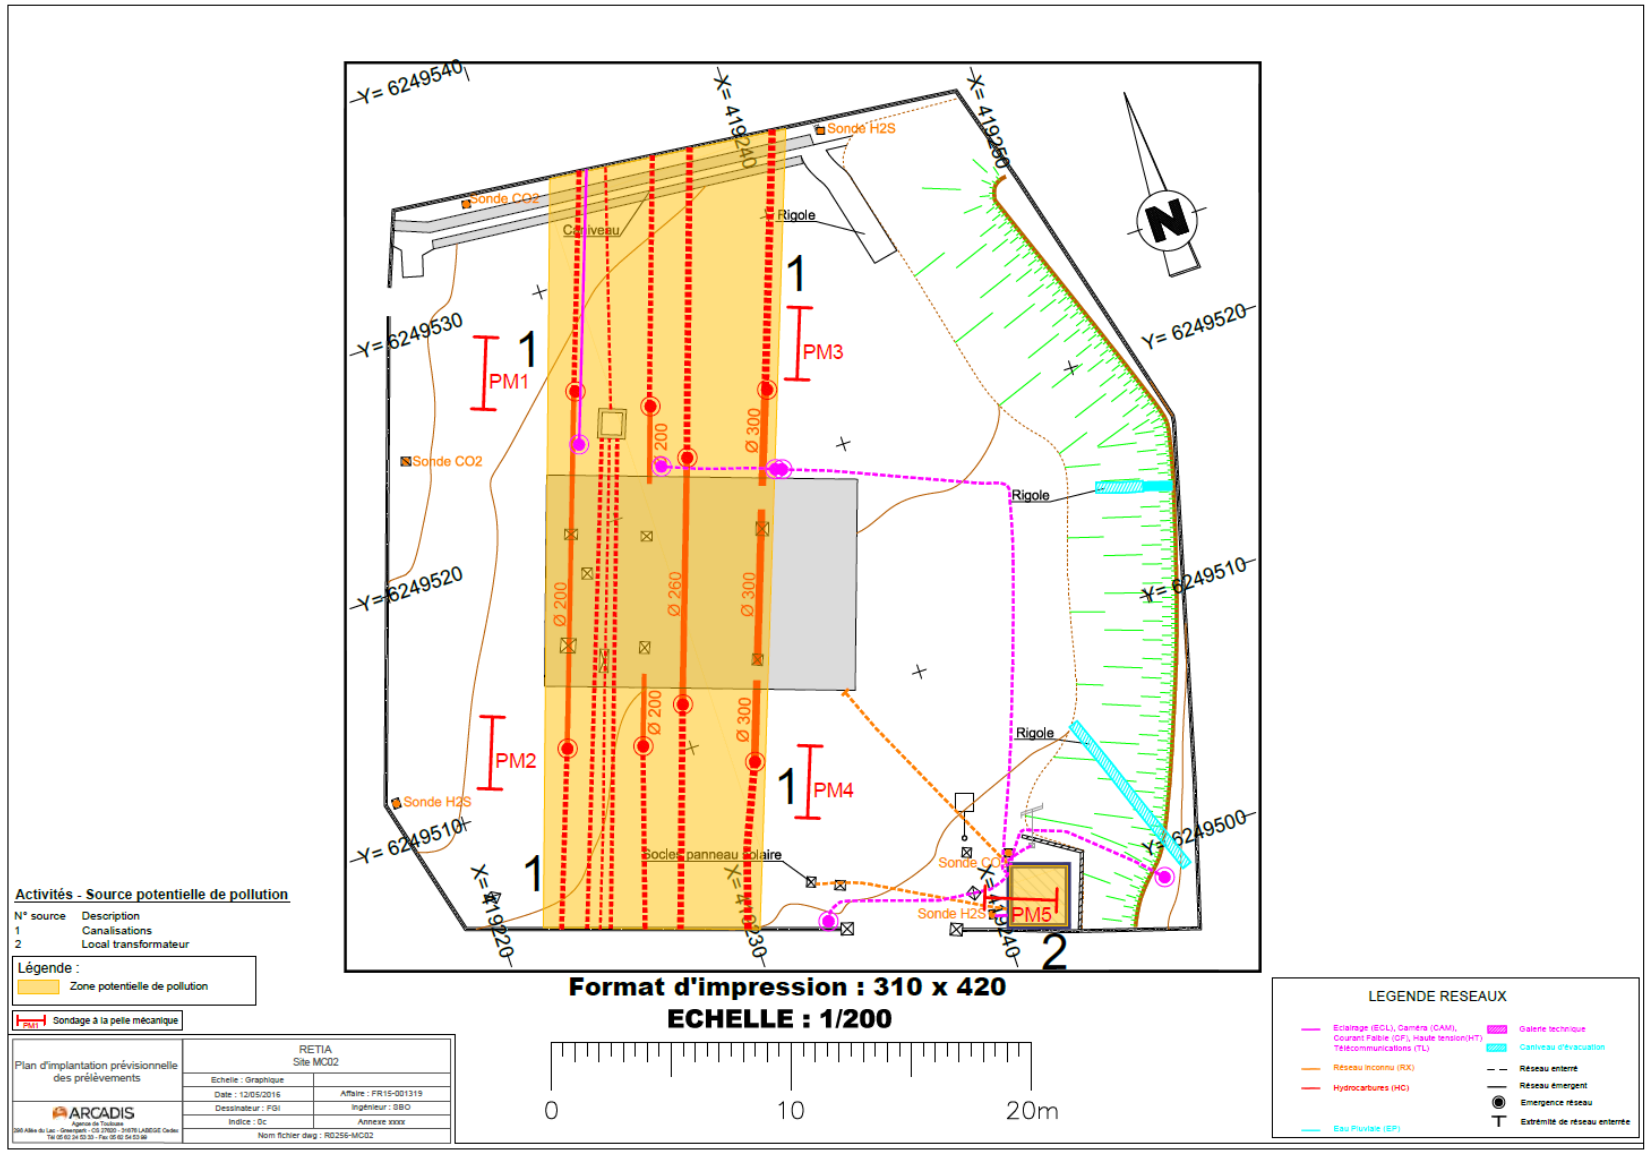 Y= 6249540
X= 419240
X= 419250
Sonde H2S
Sonde CO2
Rigole
Caniveau
1
Y= 6249530
Y= 6249520
1
PM1
PM3
Ø 200
Ø 300
Sonde CO2
Rigole
Y= 6249520
Y= 6249510
Ø 200
Ø 260
Ø 300
Ø 200
Ø 300
Rigole
PM2
1
PM4
Sonde H2S
Y= 6249510
Y= 6249500
Socles panneau solaire
1
X= 419220
X= 419230
X= 419240
Sonde CO
Sonde H2S
PM5
2
N
Activités - Source potentielle de pollution
N° source Description
1 Canalisations
2 Local transformateur
Légende :
Zone potentielle de pollution
PM1 Sondage à la pelle mécanique
Format d'impression : 310 x 420
ECHELLE : 1/200
0 10 20m
Plan d'implantation prévisionnelle
des prélèvements
RETIA
Site MC02
Echelle : Graphique
Date : 12/05/2016 Affaire : FR15-001319
Dessinateur : FGI Ingénieur : SBO
Indice : 0c Annexe xxxx
Nom fichier dwg : R0256-MC02
ARCADIS
Agence de Toulouse
LEGENDE RESEAUX
Eclairage (ECL), Caméra (CAM),
Courant Faible (CF), Haute tension(HT)
Télécommunications (TL)
Réseau Inconnu (RX)
Hydrocarbures (HC)
Eau Pluviale (EP)
Galerie technique
Caniveau d'évacuation
Réseau enterré
Réseau émergent
Emergence réseau
Extrémité de réseau enterrée